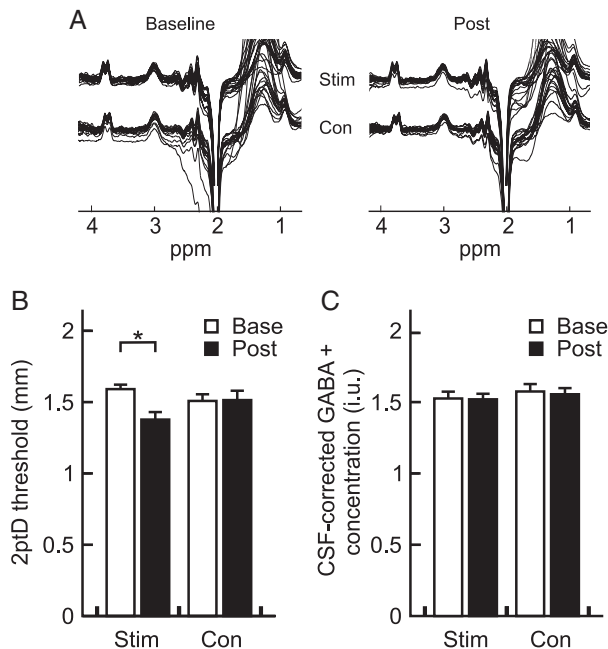 A
Baseline
Post
Stim
Con
4 3 2 1
ppm
4 3 2 1
ppm
B
2ptD threshold (mm)
2
1.5
1
0.5
0
Base
Post
*
Stim Con
C
CSF-corrected GABA +
concentration (i.u.)
2
1.5
1
0.5
0
Base
Post
Stim Con